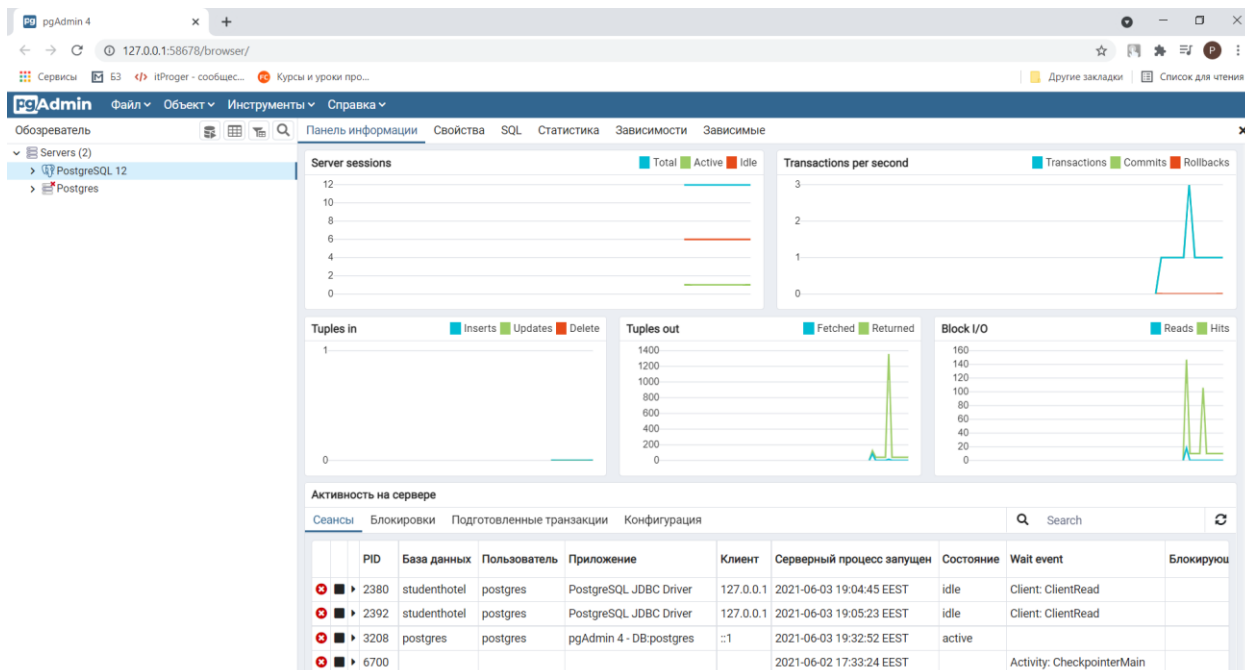 pgAdmin 4
127.0.0.1:58678/browser/
Сервисы БЗ itProger - сообщес... Курсы и уроки про... Другие закладки Список для чтения
pgAdmin Файл Объект Инструменты Справка
Обозреватель Панель информации Свойства SQL Статистика Зависимости Зависимые
Servers (2)
PostgreSQL 12
Postgres
Server sessions Total Active Idle
12
10
8
6
4
2
0
Transactions per second Transactions Commits Rollbacks
3
2
1
0
Tuples in Inserts Updates Delete
1
0
Tuples out Fetched Returned
1400
1200
1000
800
600
400
200
0
Block I/O Reads Hits
160
140
120
100
80
60
40
20
0
Активность на сервере
Сеансы Блокировки Подготовленные транзакции Конфигурация Search
PID База данных Пользователь Приложение Клиент Серверный процесс запущен Состояние Wait event Блокирующ
2380 studenthotel postgres PostgreSQL JDBC Driver 127.0.0.1 2021-06-03 19:04:45 EEST idle Client: ClientRead
2392 studenthotel postgres PostgreSQL JDBC Driver 127.0.0.1 2021-06-03 19:05:23 EEST idle Client: ClientRead
3208 postgres postgres pgAdmin 4 - DB:postgres ::1 2021-06-03 19:32:52 EEST active
6700 2021-06-02 17:33:24 EEST Activity: CheckpointerMain